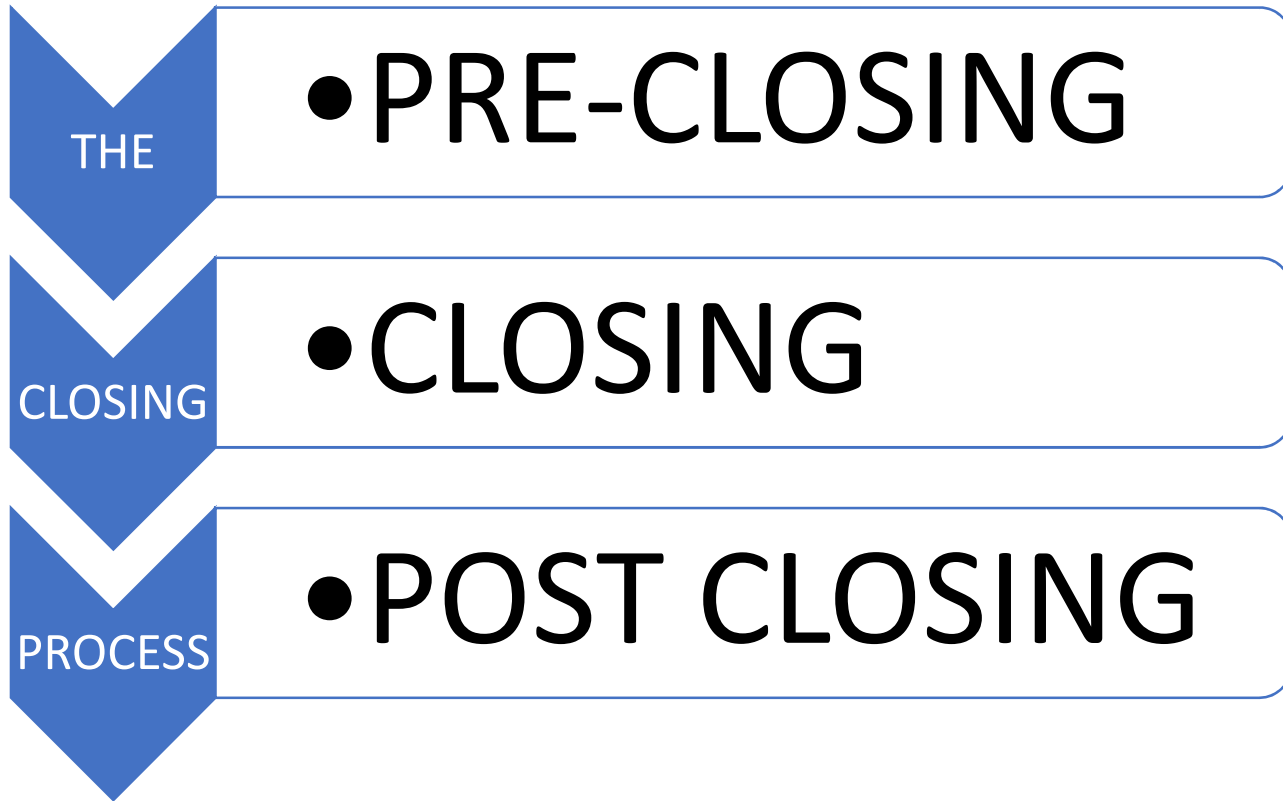 THE
•PRE-CLOSING
CLOSING
•CLOSING
PROCESS
•POST CLOSING